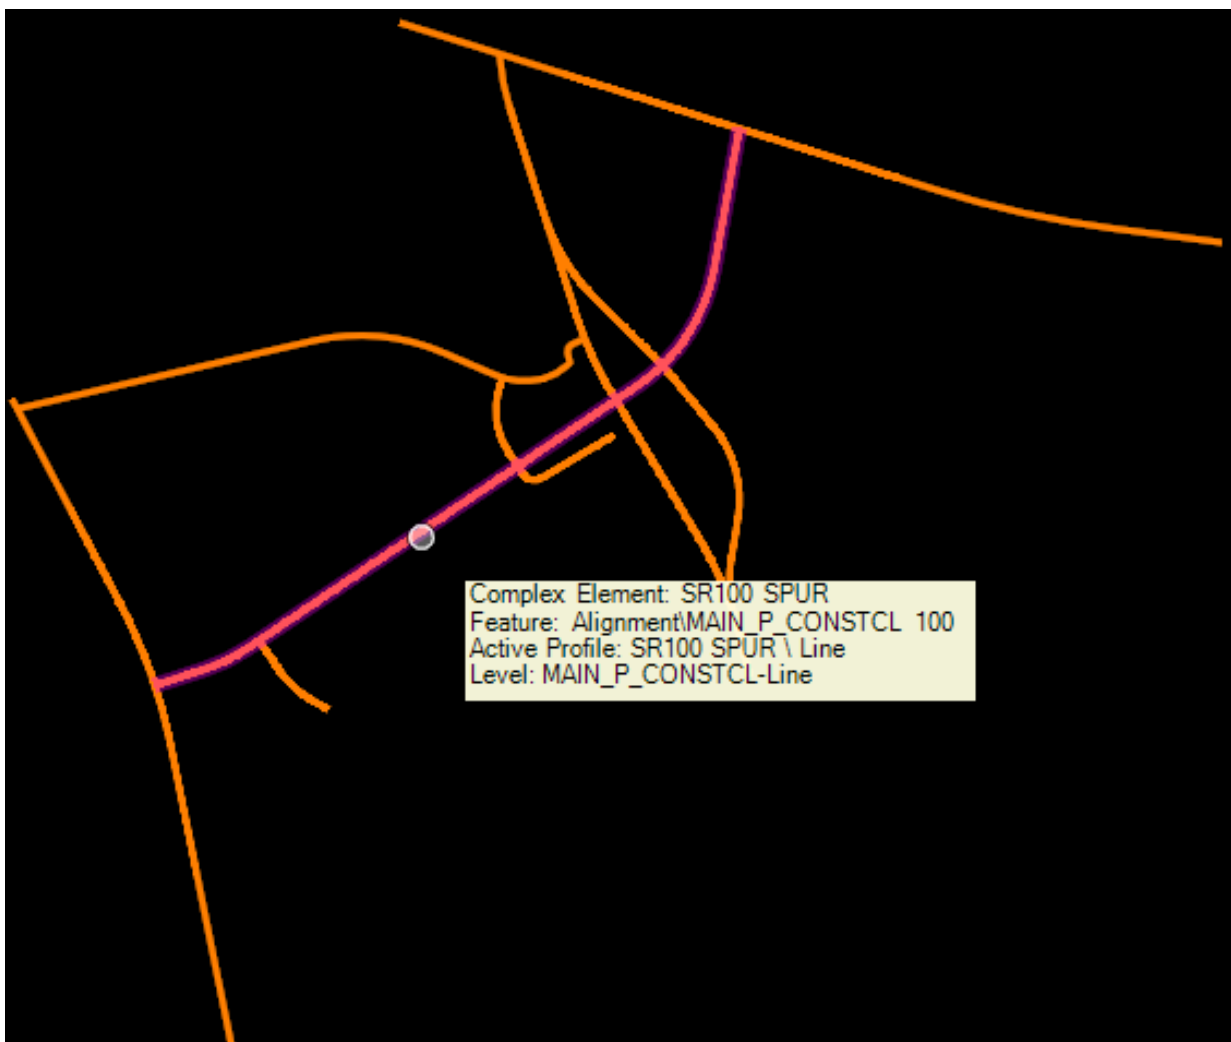 Complex Element: SR100 SPUR
Feature: Alignment\MAIN_P_CONSTCL 100
Active Profile: SR100 SPUR \ Line
Level: MAIN_P_CONSTCL-Line